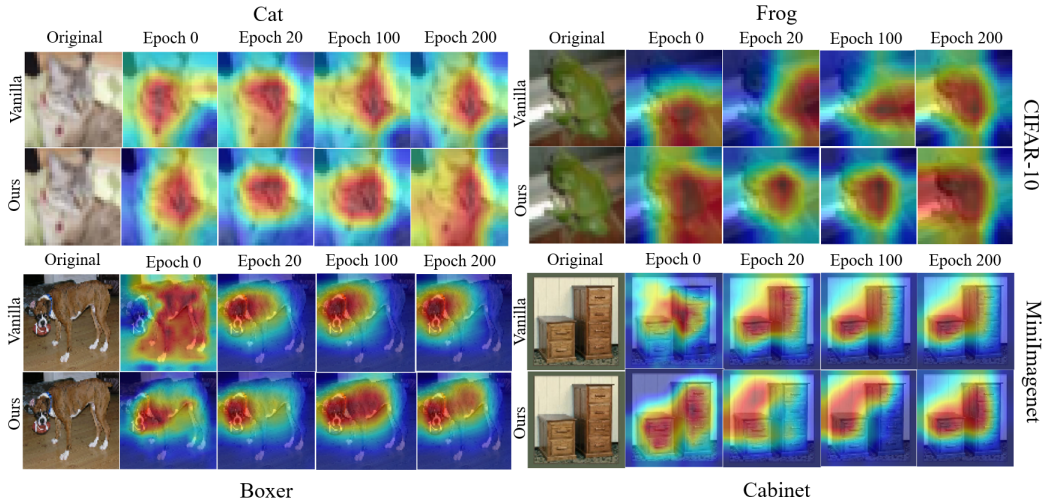 Cat
Frog
Original Epoch 0 Epoch 20 Epoch 100 Epoch 200
Original Epoch 0 Epoch 20 Epoch 100 Epoch 200
Vanilla
Vanilla
Ours
Ours
CIFAR-10
Original Epoch 0 Epoch 20 Epoch 100 Epoch 200
Original Epoch 0 Epoch 20 Epoch 100 Epoch 200
Vanilla
Vanilla
Ours
Ours
MiniImagenet
Boxer
Cabinet